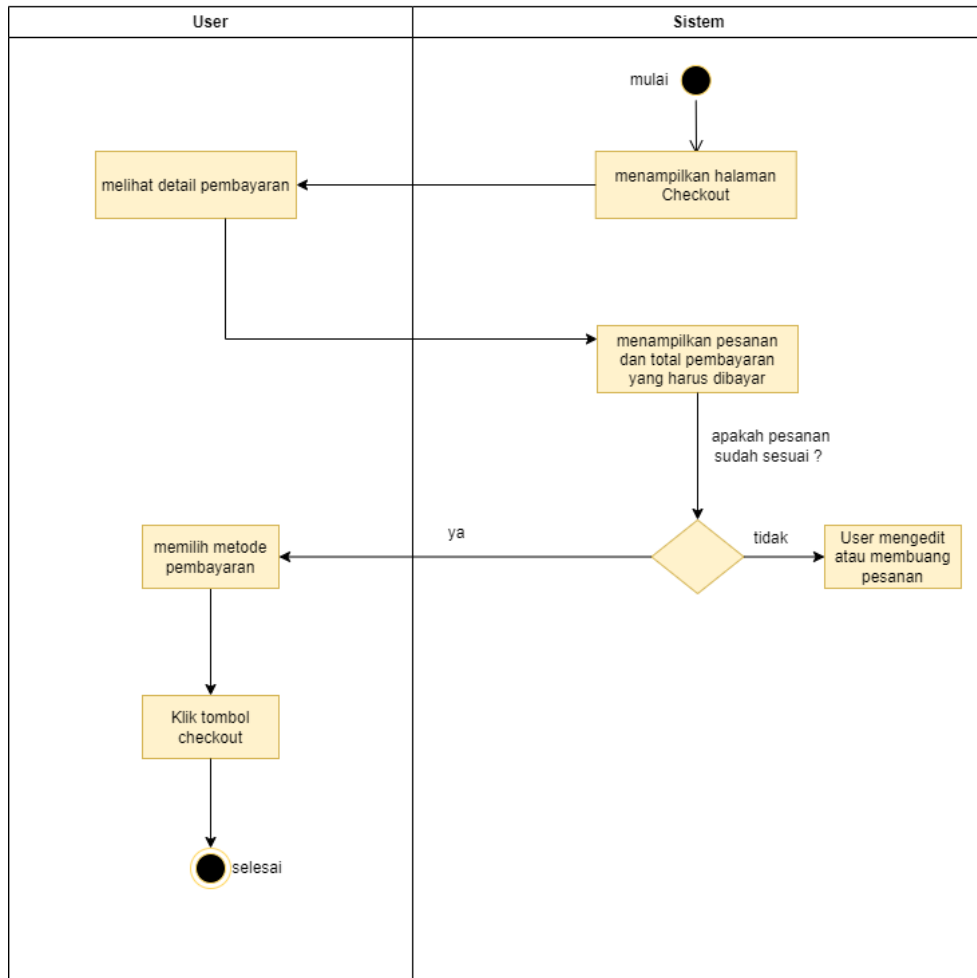 User
Sistem
mulai
melihat detail pembayaran
menampilkan halaman
Checkout
menampilkan pesanan
dan total pembayaran
yang harus dibayar
apakah pesanan
sudah sesuai ?
memilih metode
pembayaran
ya
tidak
User mengedit
atau membuang
pesanan
Klik tombol
checkout
selesai